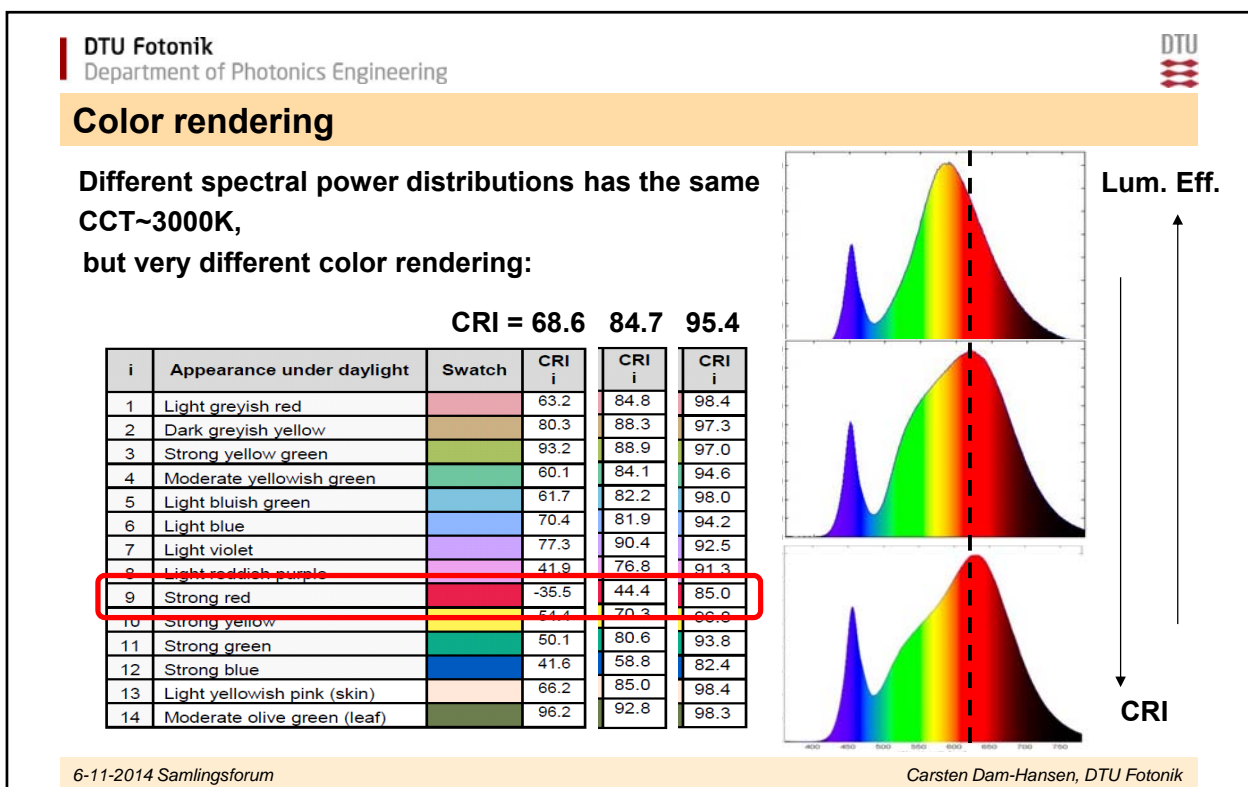 DTU Fotonik
Department of Photonics Engineering
DTU
Color rendering
Different spectral power distributions has the same
CCT~3000K,
but very different color rendering:
CRI = 68.6 84.7 95.4
i Appearance under daylight Swatch CRI i CRI i CRI i
1 Light greyish red 63.2 84.8 98.4
2 Dark greyish yellow 80.3 88.3 97.3
3 Strong yellow green 93.2 88.9 97.0
4 Moderate yellowish green 60.1 84.1 94.6
5 Light bluish green 61.7 82.2 98.0
6 Light blue 70.4 81.9 94.2
7 Light violet 77.3 90.4 92.5
8 Light reddish purple 41.9 76.8 91.3
9 Strong red -35.5 44.4 85.0
10 Strong yellow 54.4 70.3
11 Strong green 50.1 80.6 93.8
12 Strong blue 41.6 58.8 82.4
13 Light yellowish pink (skin) 66.2 85.0 98.4
14 Moderate olive green (leaf) 96.2 92.8 98.3
Lum. Eff.
CRI
400 450 500 550 600 650 700 750
6-11-2014 Samlingsforum
Carsten Dam-Hansen, DTU Fotonik